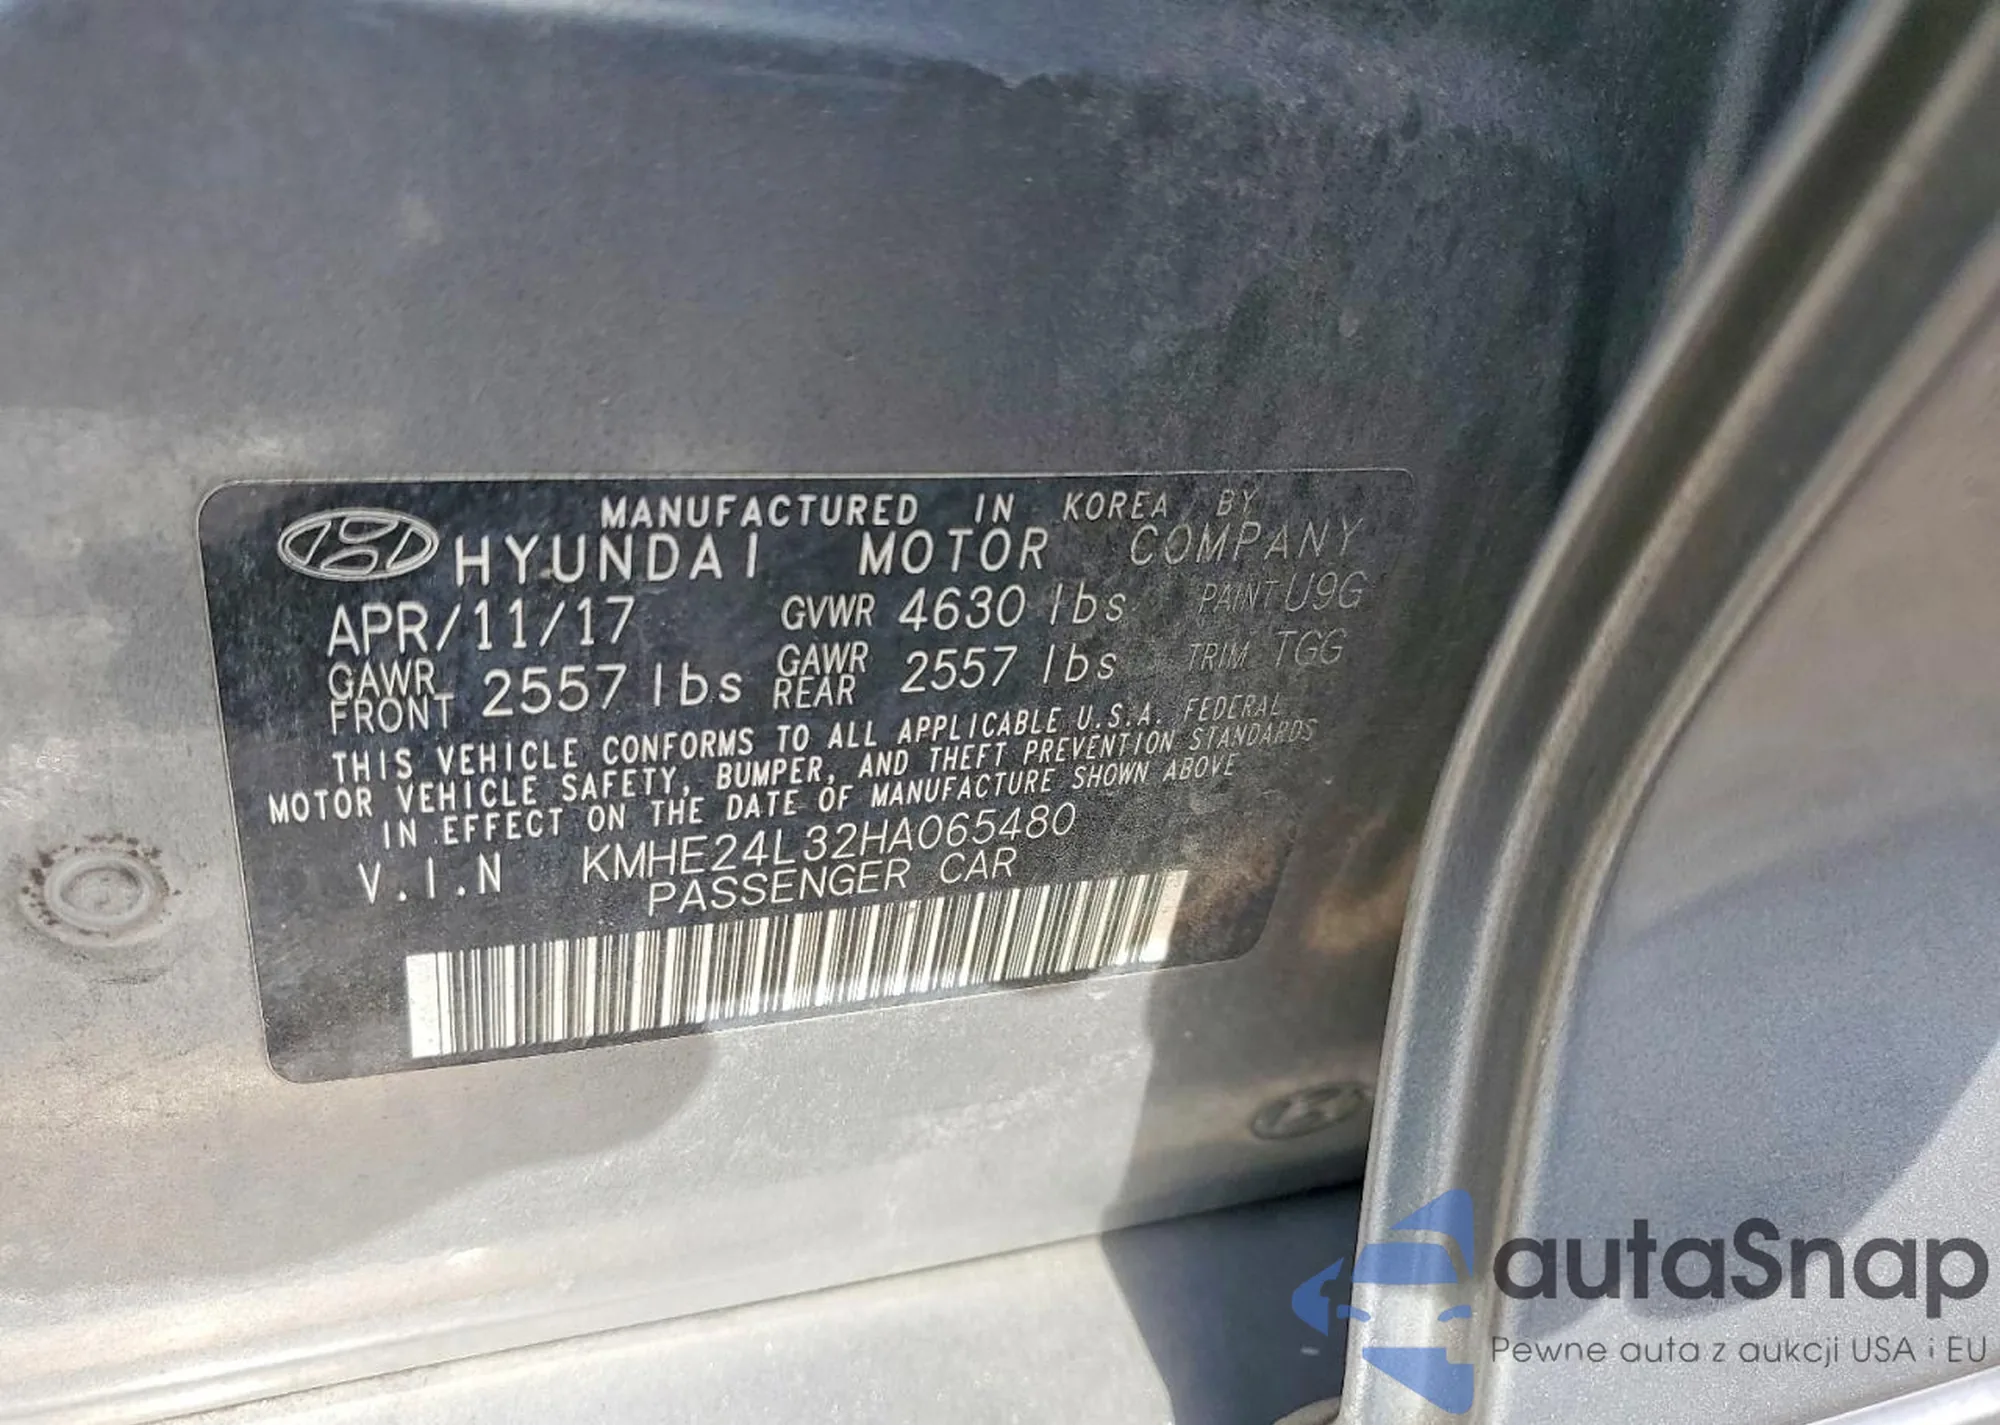 MANUFACTURED IN KOREA BY
HYUNDAI MOTOR COMPANY
APR/11/17 GVWR 4630 lbs PAINT U9G
GAWR FRONT 2557 lbs GAWR REAR 2557 lbs TRIM TGG
THIS VEHICLE CONFORMS TO ALL APPLICABLE U.S.A. FEDERAL
MOTOR VEHICLE SAFETY, BUMPER, AND THEFT PREVENTION STANDARDS
IN EFFECT ON THE DATE OF MANUFACTURE SHOWN ABOVE
V.I.N KMHE24L32HA065480
PASSENGER CAR
autaSnap
Pewne auta z aukcji USA i EU